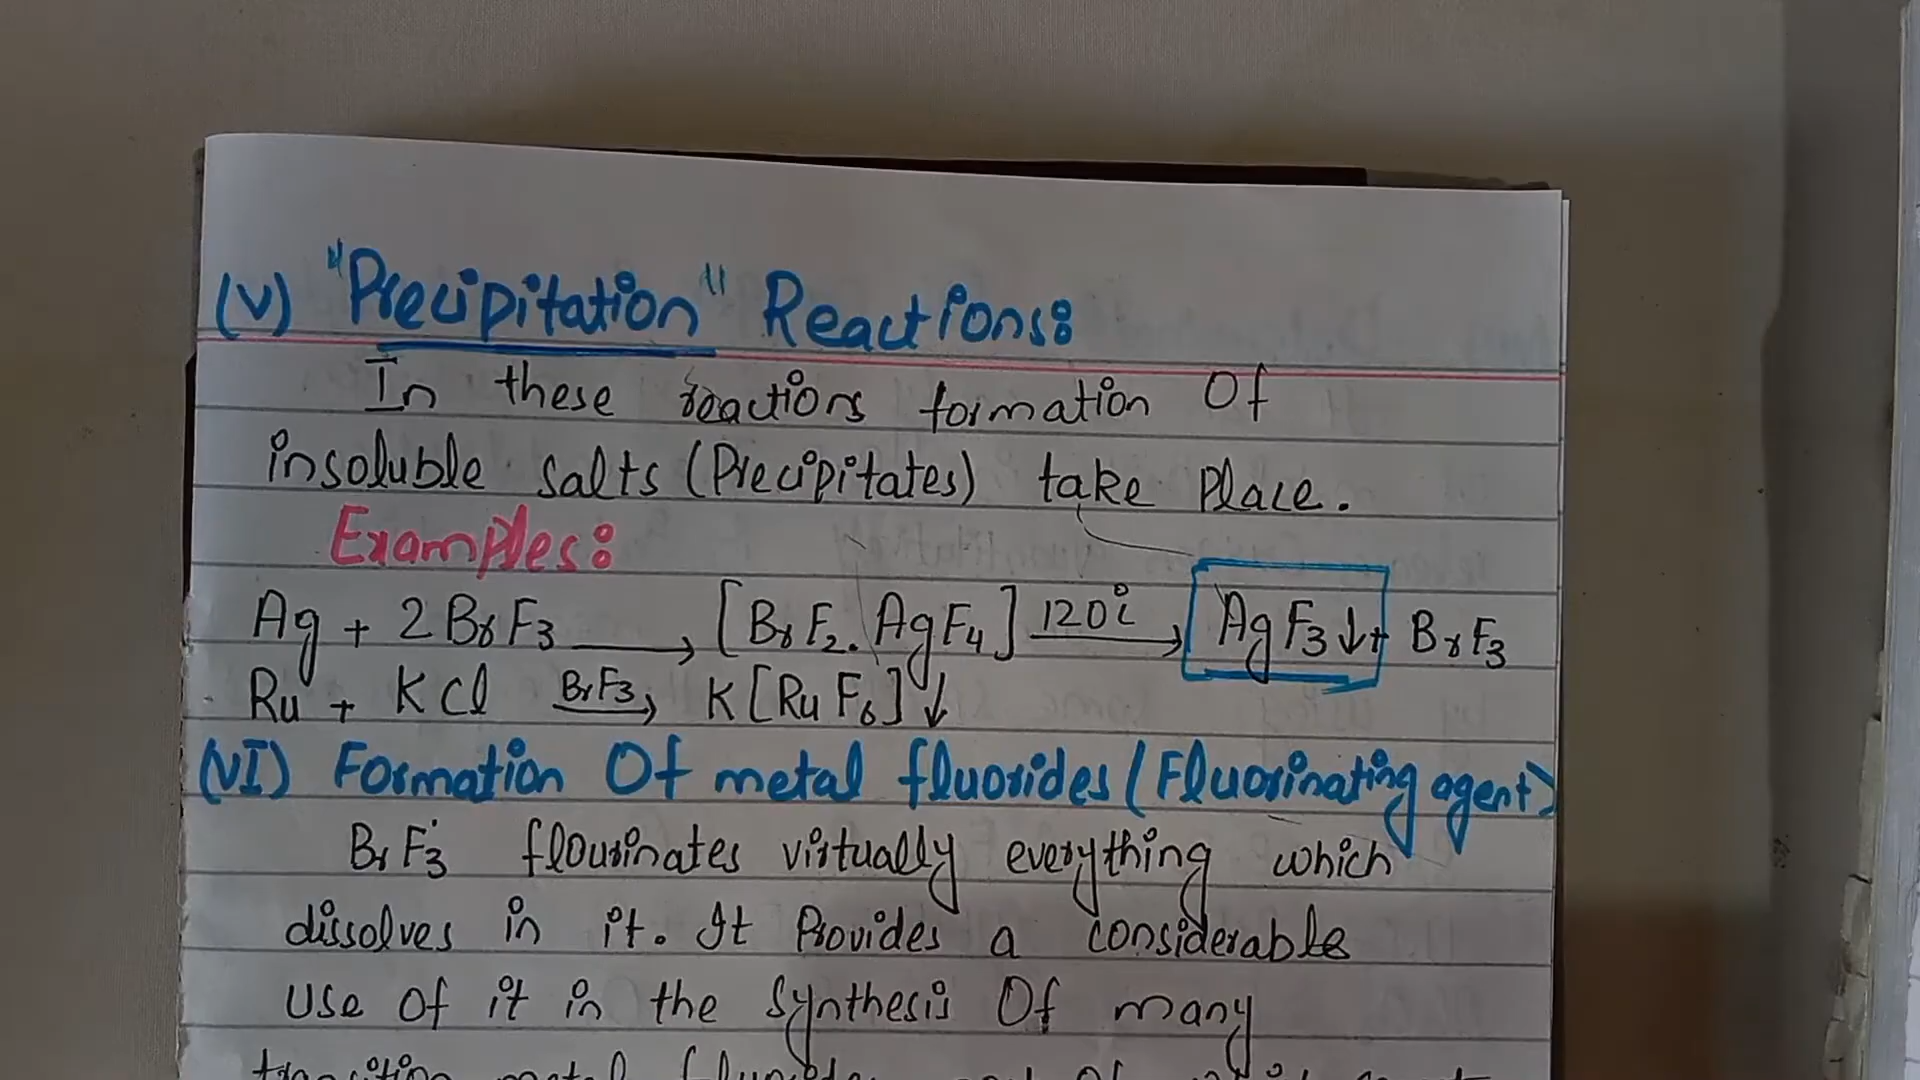 (V) "Precipitation" Reactions:
In these reactions formation Of
insoluble salts (Precipitates) take Place.
Examples:
Ag + 2BrF3 → [BrF2. AgF4] 120°c → AgF3↓ + BrF3
Ru + KCl BrF3 → K[RuF6]↓
(VI) Formation Of metal fluorides (Fluorinating agent)
BrF3 flourinates virtually everything which
dissolves in it. It Provides a considerable
Use Of it in the Synthesis Of many
transition metal